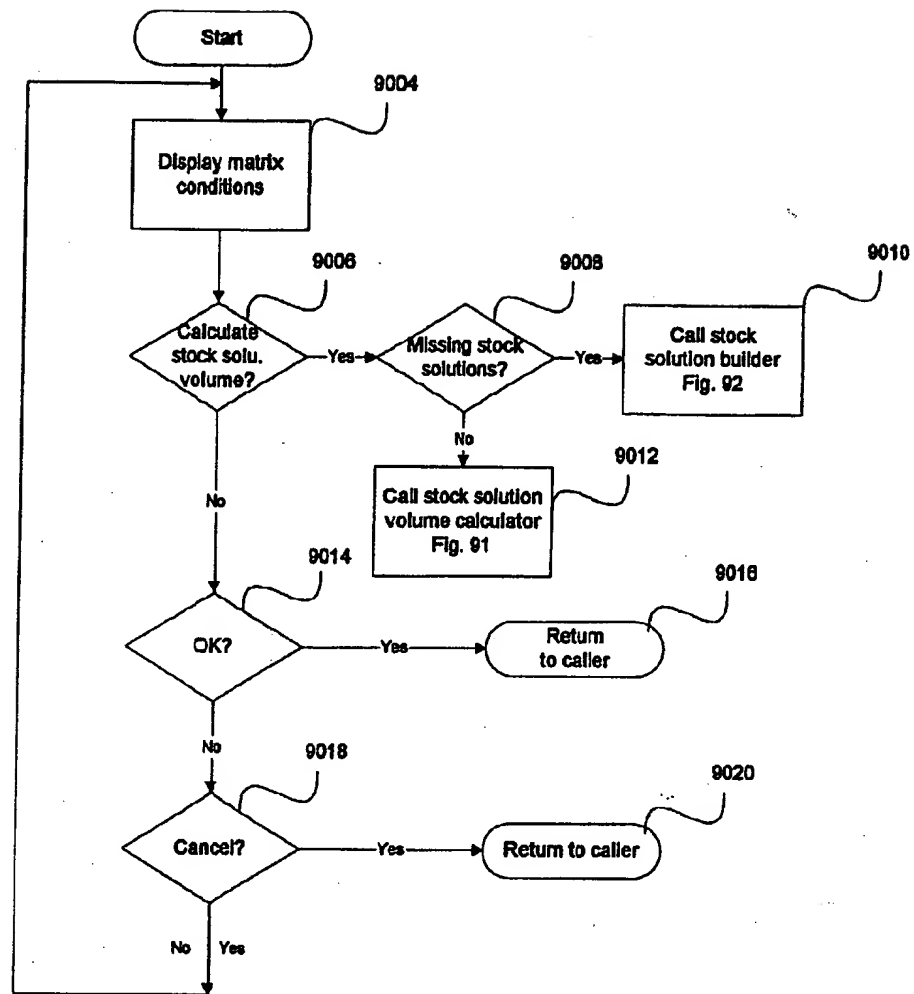 Start
9004
Display matrix
conditions
9006
9008
9010
Calculate
stock solu.
volume?
Yes
Missing stock
solutions?
Yes
Call stock
solution builder
Fig. 92
No
No
9012
Call stock solution
volume calculator
Fig. 91
9014
9016
OK?
Yes
Return
to caller
No
9018
9020
Cancel?
Yes
Return to caller
No
Yes